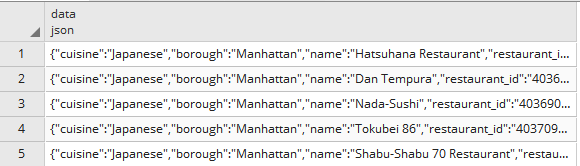 data
json
1 {"cuisine":"Japanese","borough":"Manhattan","name":"Hatsuhana Restaurant","restaurant_i...
2 {"cuisine":"Japanese","borough":"Manhattan","name":"Dan Tempura","restaurant_id":"4036...
3 {"cuisine":"Japanese","borough":"Manhattan","name":"Nada-Sushi","restaurant_id":"403690...
4 {"cuisine":"Japanese","borough":"Manhattan","name":"Tokubei 86","restaurant_id":"403709...
5 {"cuisine":"Japanese","borough":"Manhattan","name":"Shabu-Shabu 70 Restaurant","restau...